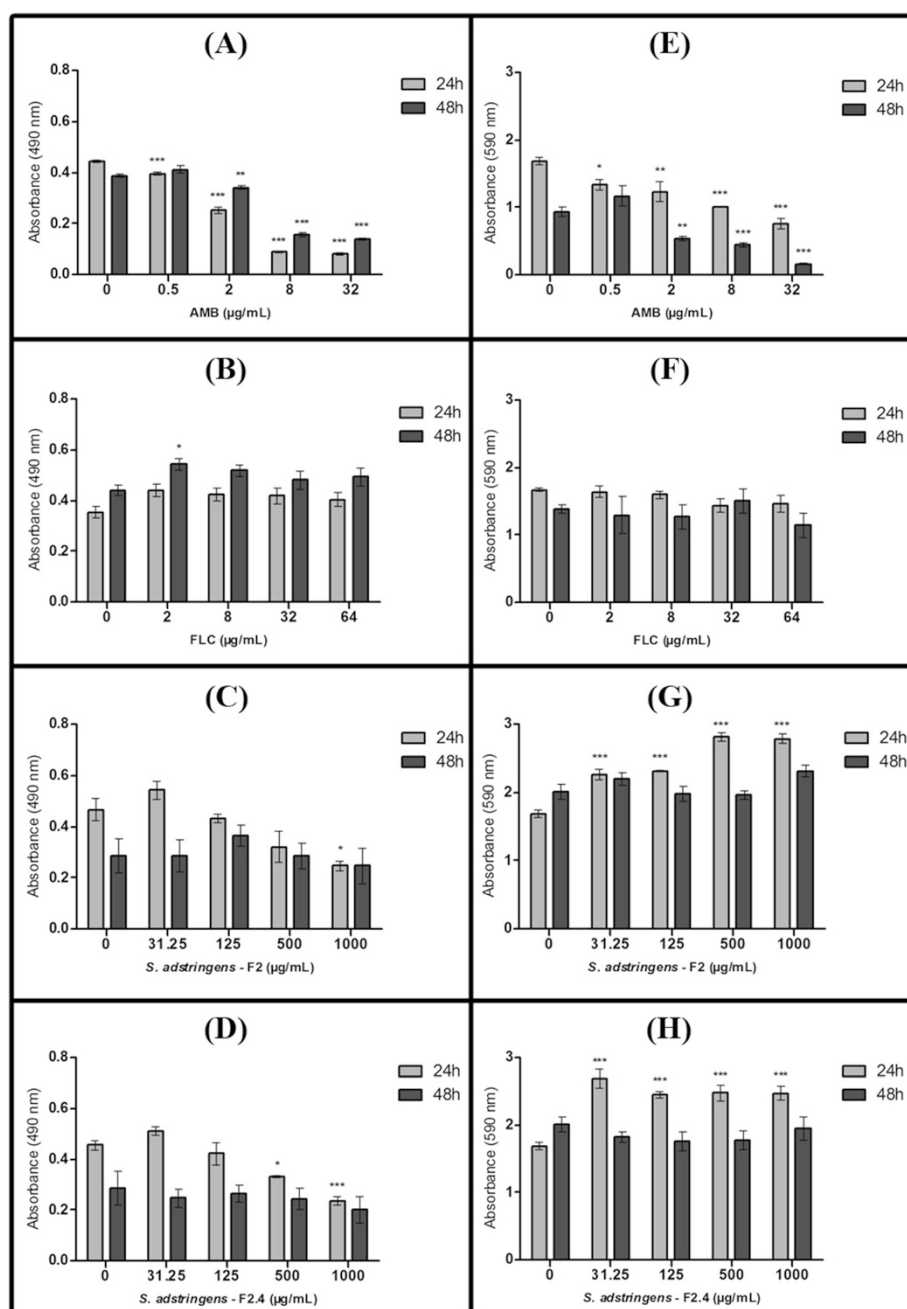 (A)
Absorbance (490 nm)
0.8
0.6
0.4
0.2
0.0
***
***
**
***
***
***
***
24h
48h
0 0.5 2 8 32
AMB (µg/mL)
(E)
Absorbance (590 nm)
3
2
1
0
*
**
**
***
***
***
***
24h
48h
0 0.5 2 8 32
AMB (µg/mL)
(B)
Absorbance (490 nm)
0.8
0.6
0.4
0.2
0.0
*
24h
48h
0 2 8 32 64
FLC (µg/mL)
(F)
Absorbance (590 nm)
3
2
1
0
24h
48h
0 2 8 32 64
FLC (µg/mL)
(C)
Absorbance (490 nm)
0.8
0.6
0.4
0.2
0.0
*
24h
48h
0 31.25 125 500 1000
S. adstringens - F2 (µg/mL)
(G)
Absorbance (590 nm)
3
2
1
0
***
***
***
***
24h
48h
0 31.25 125 500 1000
S. adstringens - F2 (µg/mL)
(D)
Absorbance (490 nm)
0.8
0.6
0.4
0.2
0.0
*
***
24h
48h
0 31.25 125 500 1000
S. adstringens - F2.4 (µg/mL)
(H)
Absorbance (590 nm)
3
2
1
0
***
***
***
***
24h
48h
0 31.25 125 500 1000
S. adstringens - F2.4 (µg/mL)